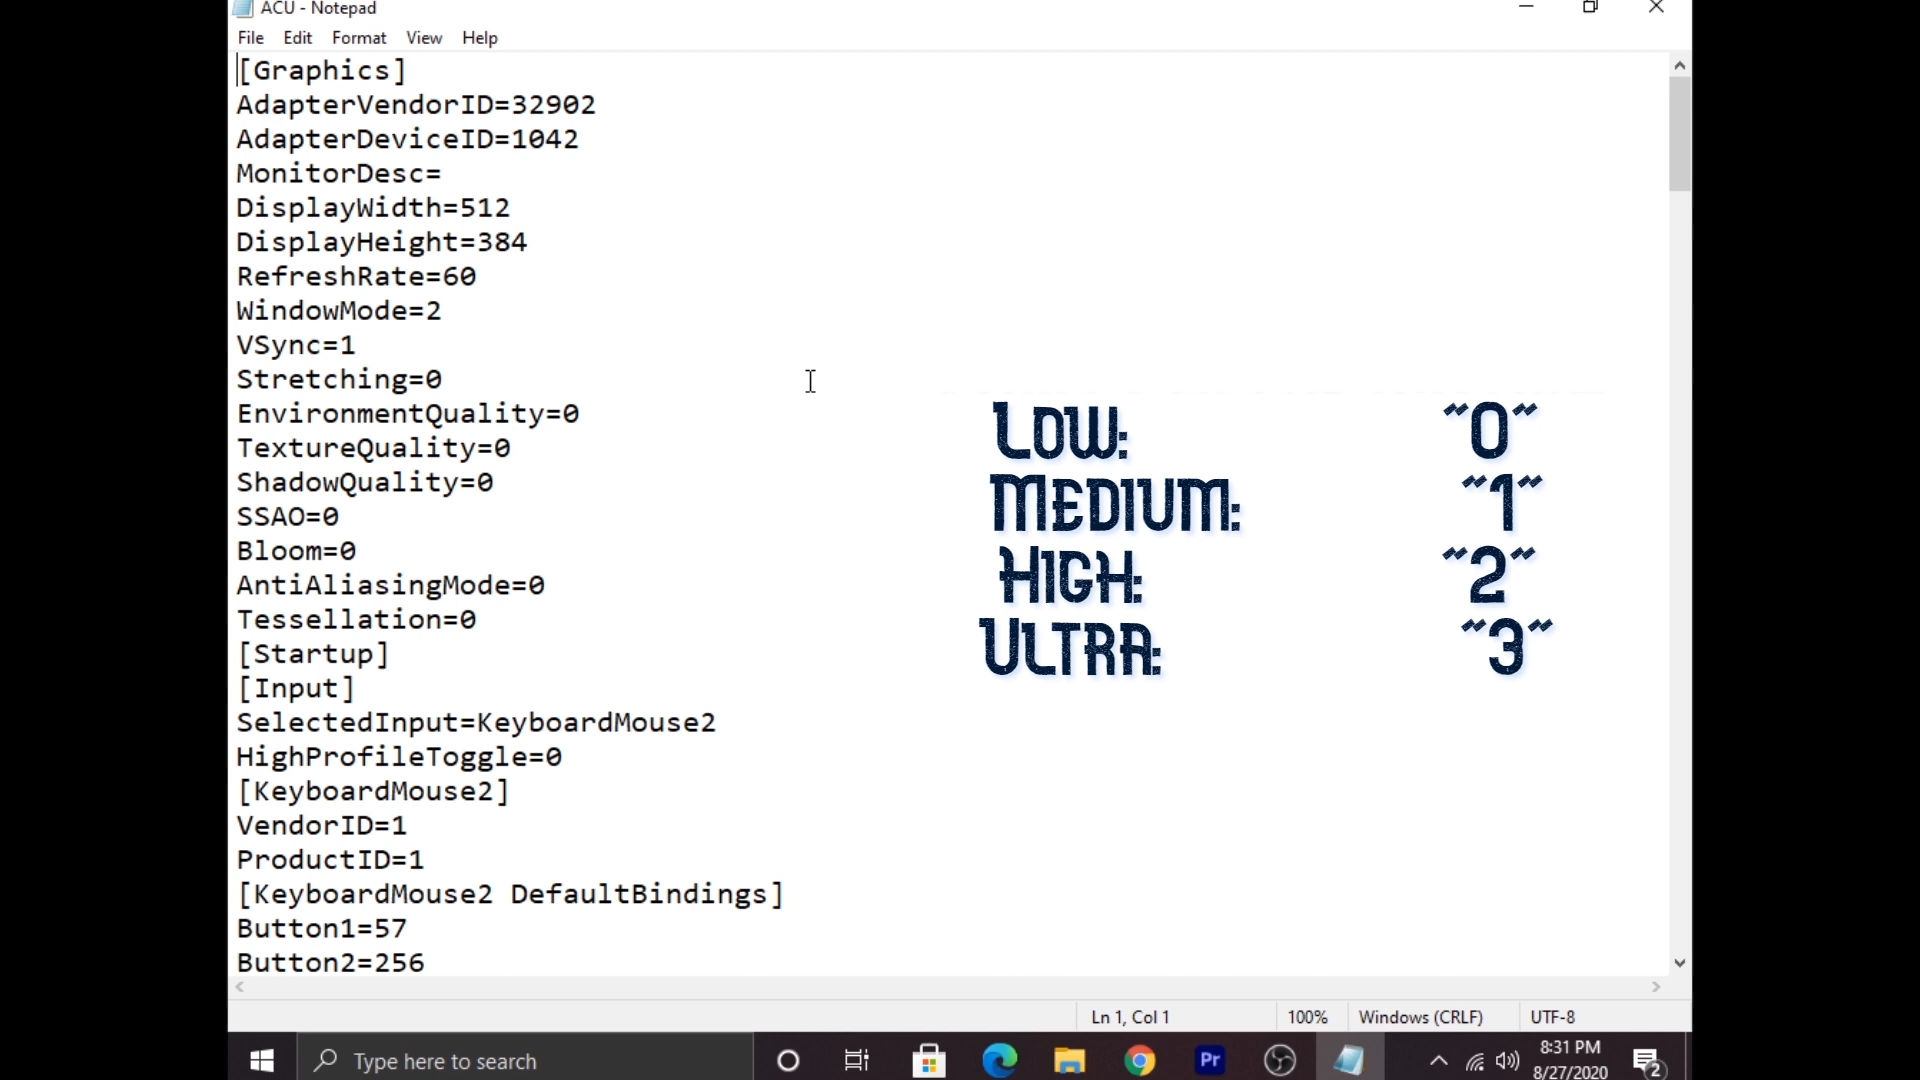 ACU - Notepad
File Edit Format View Help
[Graphics]
AdapterVendorID=32902
AdapterDeviceID=1042
MonitorDesc=
DisplayWidth=512
DisplayHeight=384
RefreshRate=60
WindowMode=2
VSync=1
Stretching=0
EnvironmentQuality=0
TextureQuality=0
ShadowQuality=0
SSAO=0
Bloom=0
AntiAliasingMode=0
Tessellation=0
[Startup]
[Input]
SelectedInput=KeyboardMouse2
HighProfileToggle=0
[KeyboardMouse2]
VendorID=1
ProductID=1
[KeyboardMouse2 DefaultBindings]
Button1=57
Button2=256
Low: "0"
Medium: "1"
High: "2"
Ultra: "3"
Ln 1, Col 1 100% Windows (CRLF) UTF-8
Type here to search
Pr
8:31 PM
8/27/2020
2